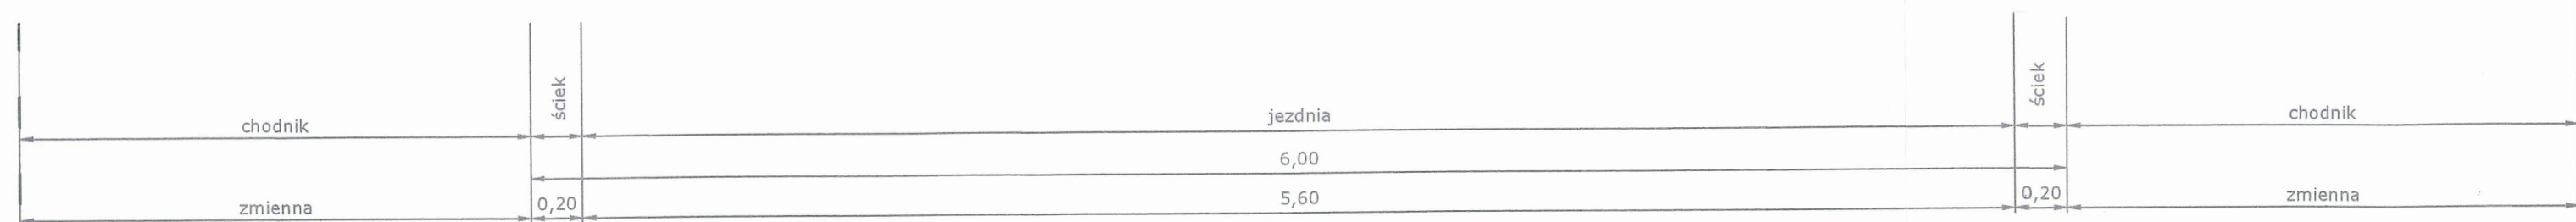 ściek
ściek
chodnik
jezdnia
chodnik
6,00
zmienna
0,20
5,60
0,20
zmienna